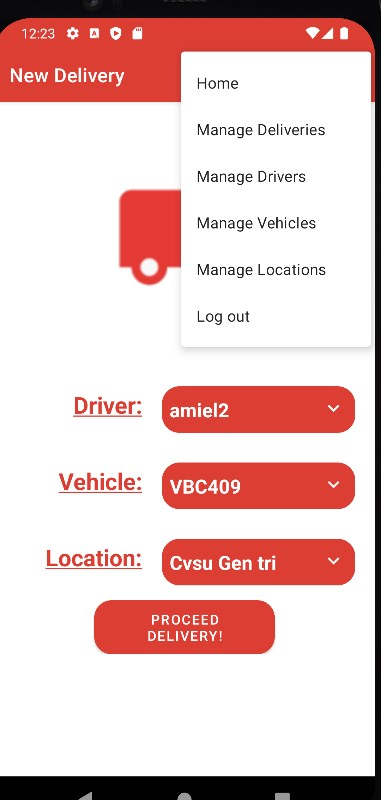 12:23
New Delivery
Home
Manage Deliveries
Manage Drivers
Manage Vehicles
Manage Locations
Log out
Driver: amiel2
Vehicle: VBC409
Location: Cvsu Gen tri
PROCEED
DELIVERY!